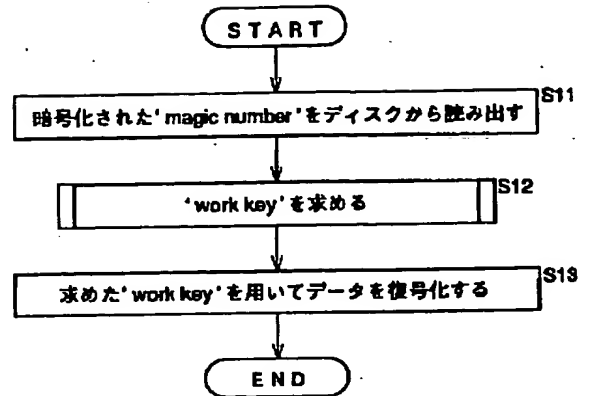 START
暗号化された‘magic number’をディスクから読み出す
S11
‘work key’を求める
S12
求めた‘work key’を用いてデータを復号化する
S13
END